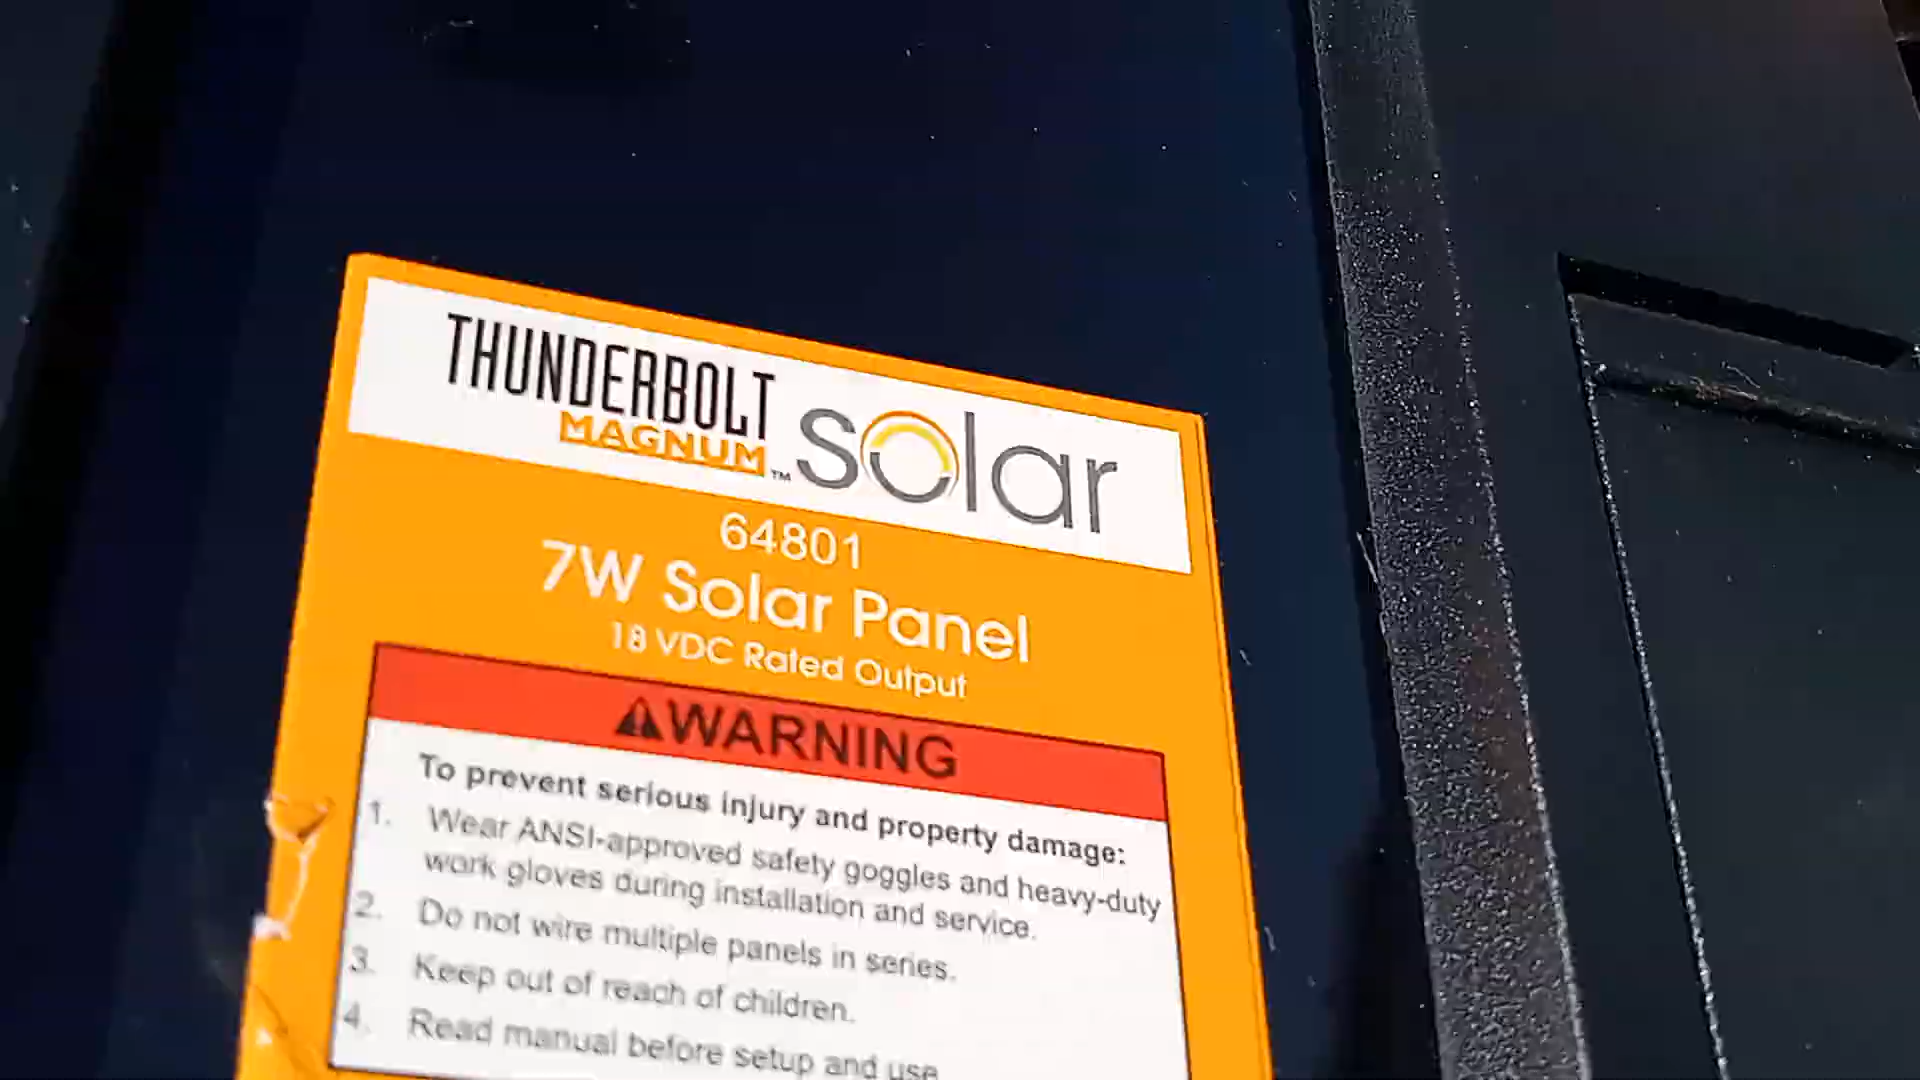 THUNDERBOLT
MAGNUM™
solar
64801
7W Solar Panel
18 VDC Rated Output
WARNING
To prevent serious injury and property damage:
1. Wear ANSI-approved safety goggles and heavy-duty
work gloves during installation and service.
2. Do not wire multiple panels in series.
3. Keep out of reach of children.
4. Read manual before setup and use